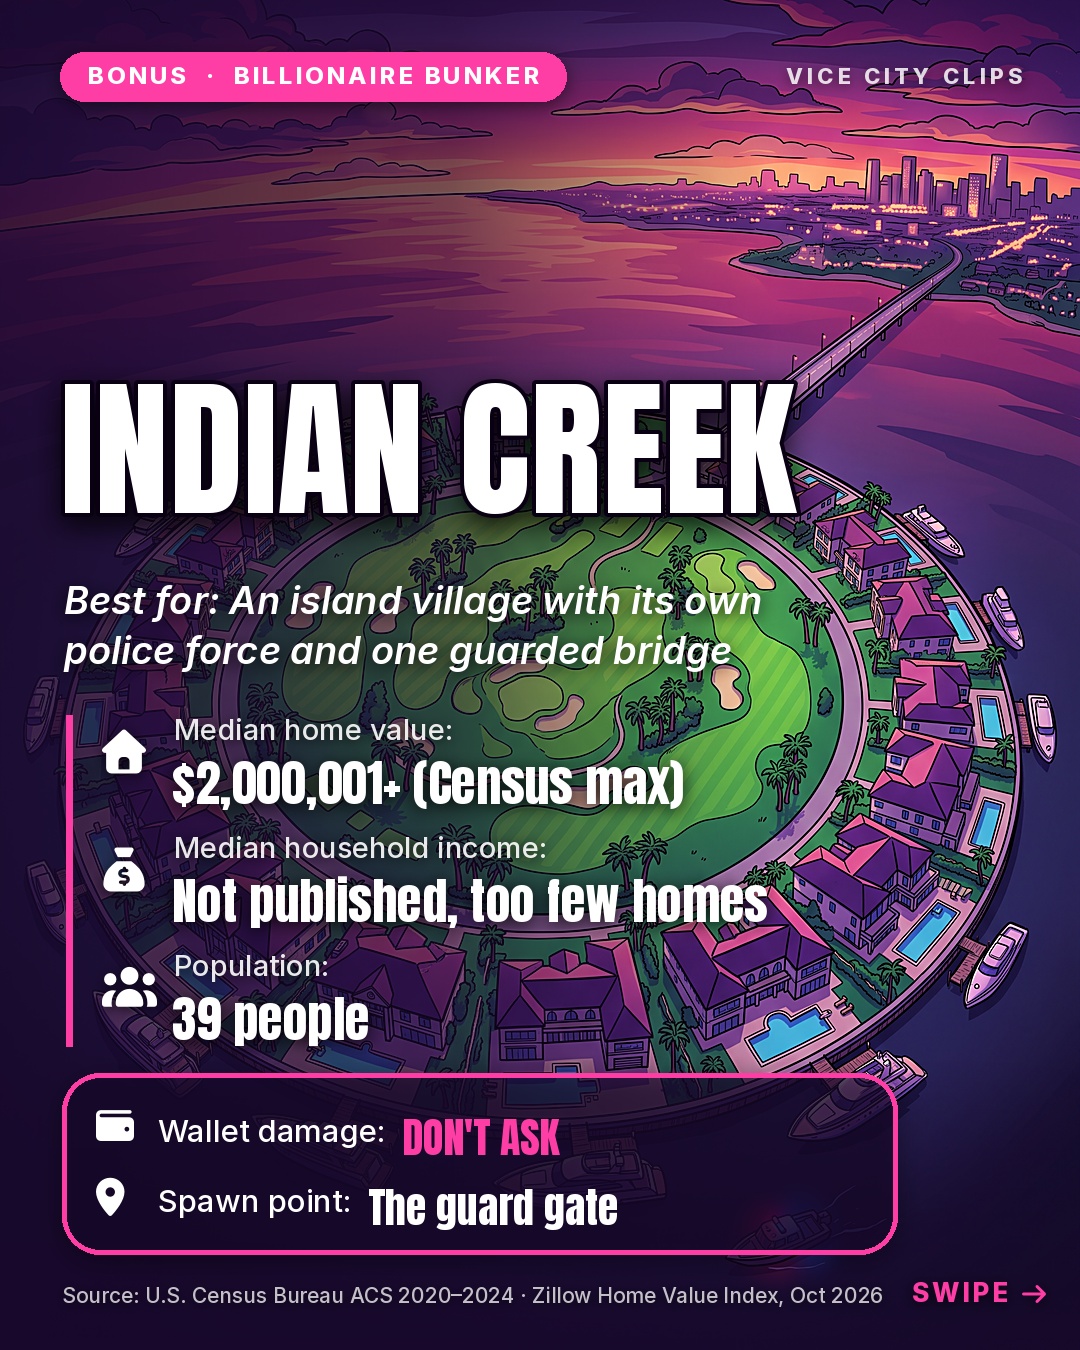 BONUS · BILLIONAIRE BUNKER
VICE CITY CLIPS
INDIAN CREEK
Best for: An island village with its own
police force and one guarded bridge
Median home value:
$2,000,001+ (Census max)
Median household income:
Not published, too few homes
Population:
39 people
Wallet damage: DON'T ASK
Spawn point: The guard gate
Source: U.S. Census Bureau ACS 2020–2024 · Zillow Home Value Index, Oct 2026
SWIPE →